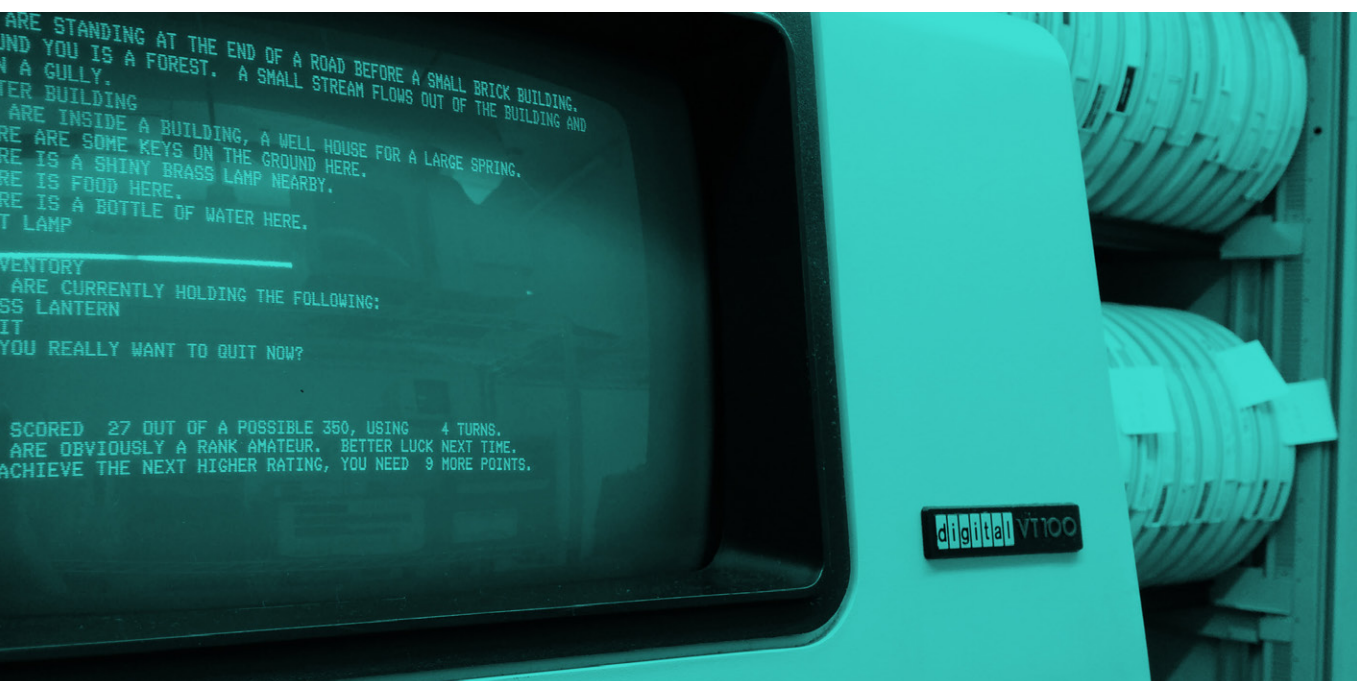 ARE STANDING AT THE END OF A ROAD BEFORE A SMALL BRICK BUILDING.
UND YOU IS A FOREST.  A SMALL STREAM FLOWS OUT OF THE BUILDING AND
N A GULLY.
TER BUILDING
ARE INSIDE A BUILDING, A WELL HOUSE FOR A LARGE SPRING.
RE ARE SOME KEYS ON THE GROUND HERE.
RE IS A SHINY BRASS LAMP NEARBY.
RE IS FOOD HERE.
RE IS A BOTTLE OF WATER HERE.
T LAMP
VENTORY
ARE CURRENTLY HOLDING THE FOLLOWING:
SS LANTERN
IT
YOU REALLY WANT TO QUIT NOW?
SCORED  27 OUT OF A POSSIBLE 350, USING   4 TURNS.
ARE OBVIOUSLY A RANK AMATEUR.  BETTER LUCK NEXT TIME.
ACHIEVE THE NEXT HIGHER RATING, YOU NEED  9 MORE POINTS.
digital VT100